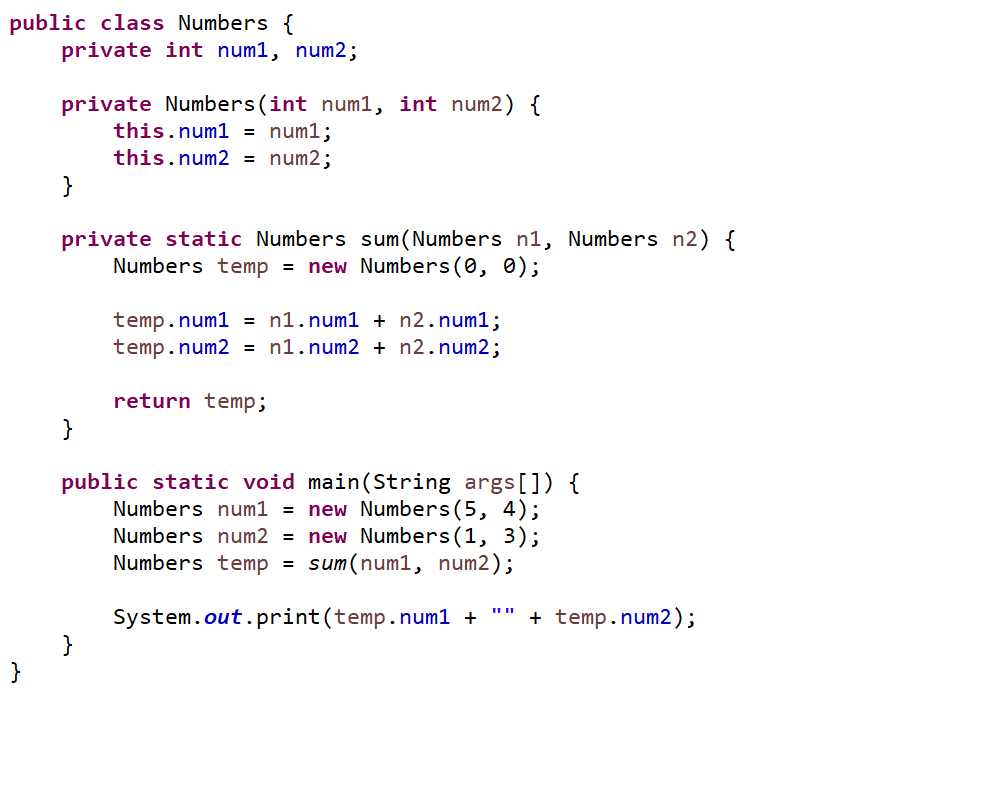 public class Numbers {
    private int num1, num2;

    private Numbers(int num1, int num2) {
        this.num1 = num1;
        this.num2 = num2;
    }

    private static Numbers sum(Numbers n1, Numbers n2) {
        Numbers temp = new Numbers(0, 0);

        temp.num1 = n1.num1 + n2.num1;
        temp.num2 = n1.num2 + n2.num2;

        return temp;
    }

    public static void main(String args[]) {
        Numbers num1 = new Numbers(5, 4);
        Numbers num2 = new Numbers(1, 3);
        Numbers temp = sum(num1, num2);

        System.out.print(temp.num1 + "" + temp.num2);
    }
}